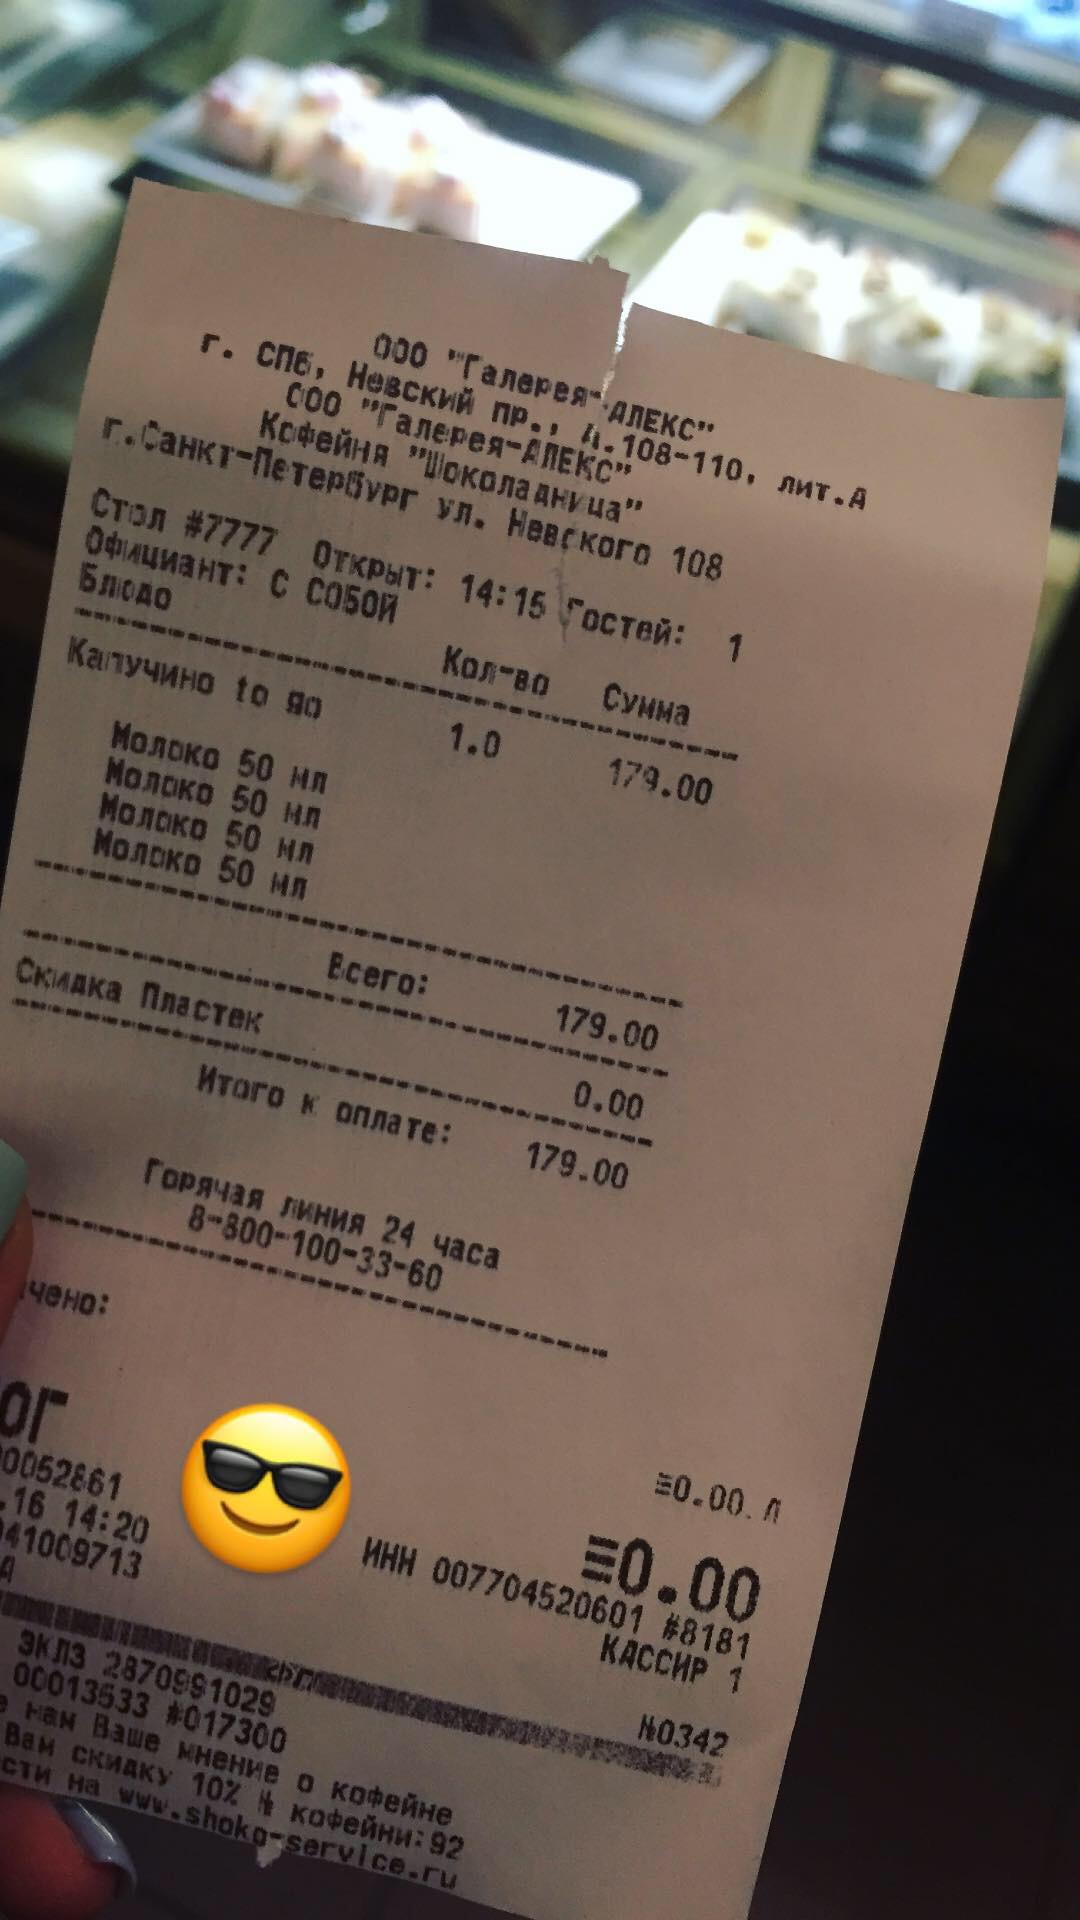 ООО "Галерея-АЛЕКС"
г. СПб, Невский пр., д.108-110, лит.А
ООО "Галерея-АЛЕКС"
Кофейня "Шоколадница"
г.Санкт-Петербург ул. Невского 108
Стол #7777 Открыт: 14:15 Гостей: 1
Официант: С СОБОЙ
Блюдо Кол-во Сумма
Капучино to go 1.0 179.00
Молоко 50 мл
Молоко 50 мл
Молоко 50 мл
Молоко 50 мл
Всего: 179.00
Скидка Пластек 0.00
Итого к оплате: 179.00
Горячая линия 24 часа
8-800-100-33-60
чено:
≡0.00
ОГ ≡0.00
0052861 ИНН 007704520601 #8181
.16 14:20 КАССИР 1
041009713 №0342
А
ЭКЛЗ 2870991029
00013533 #017300
е нам Ваше мнение о кофейне
Вам скидку 10% № кофейни:92
сти на www.shoko-service.ru